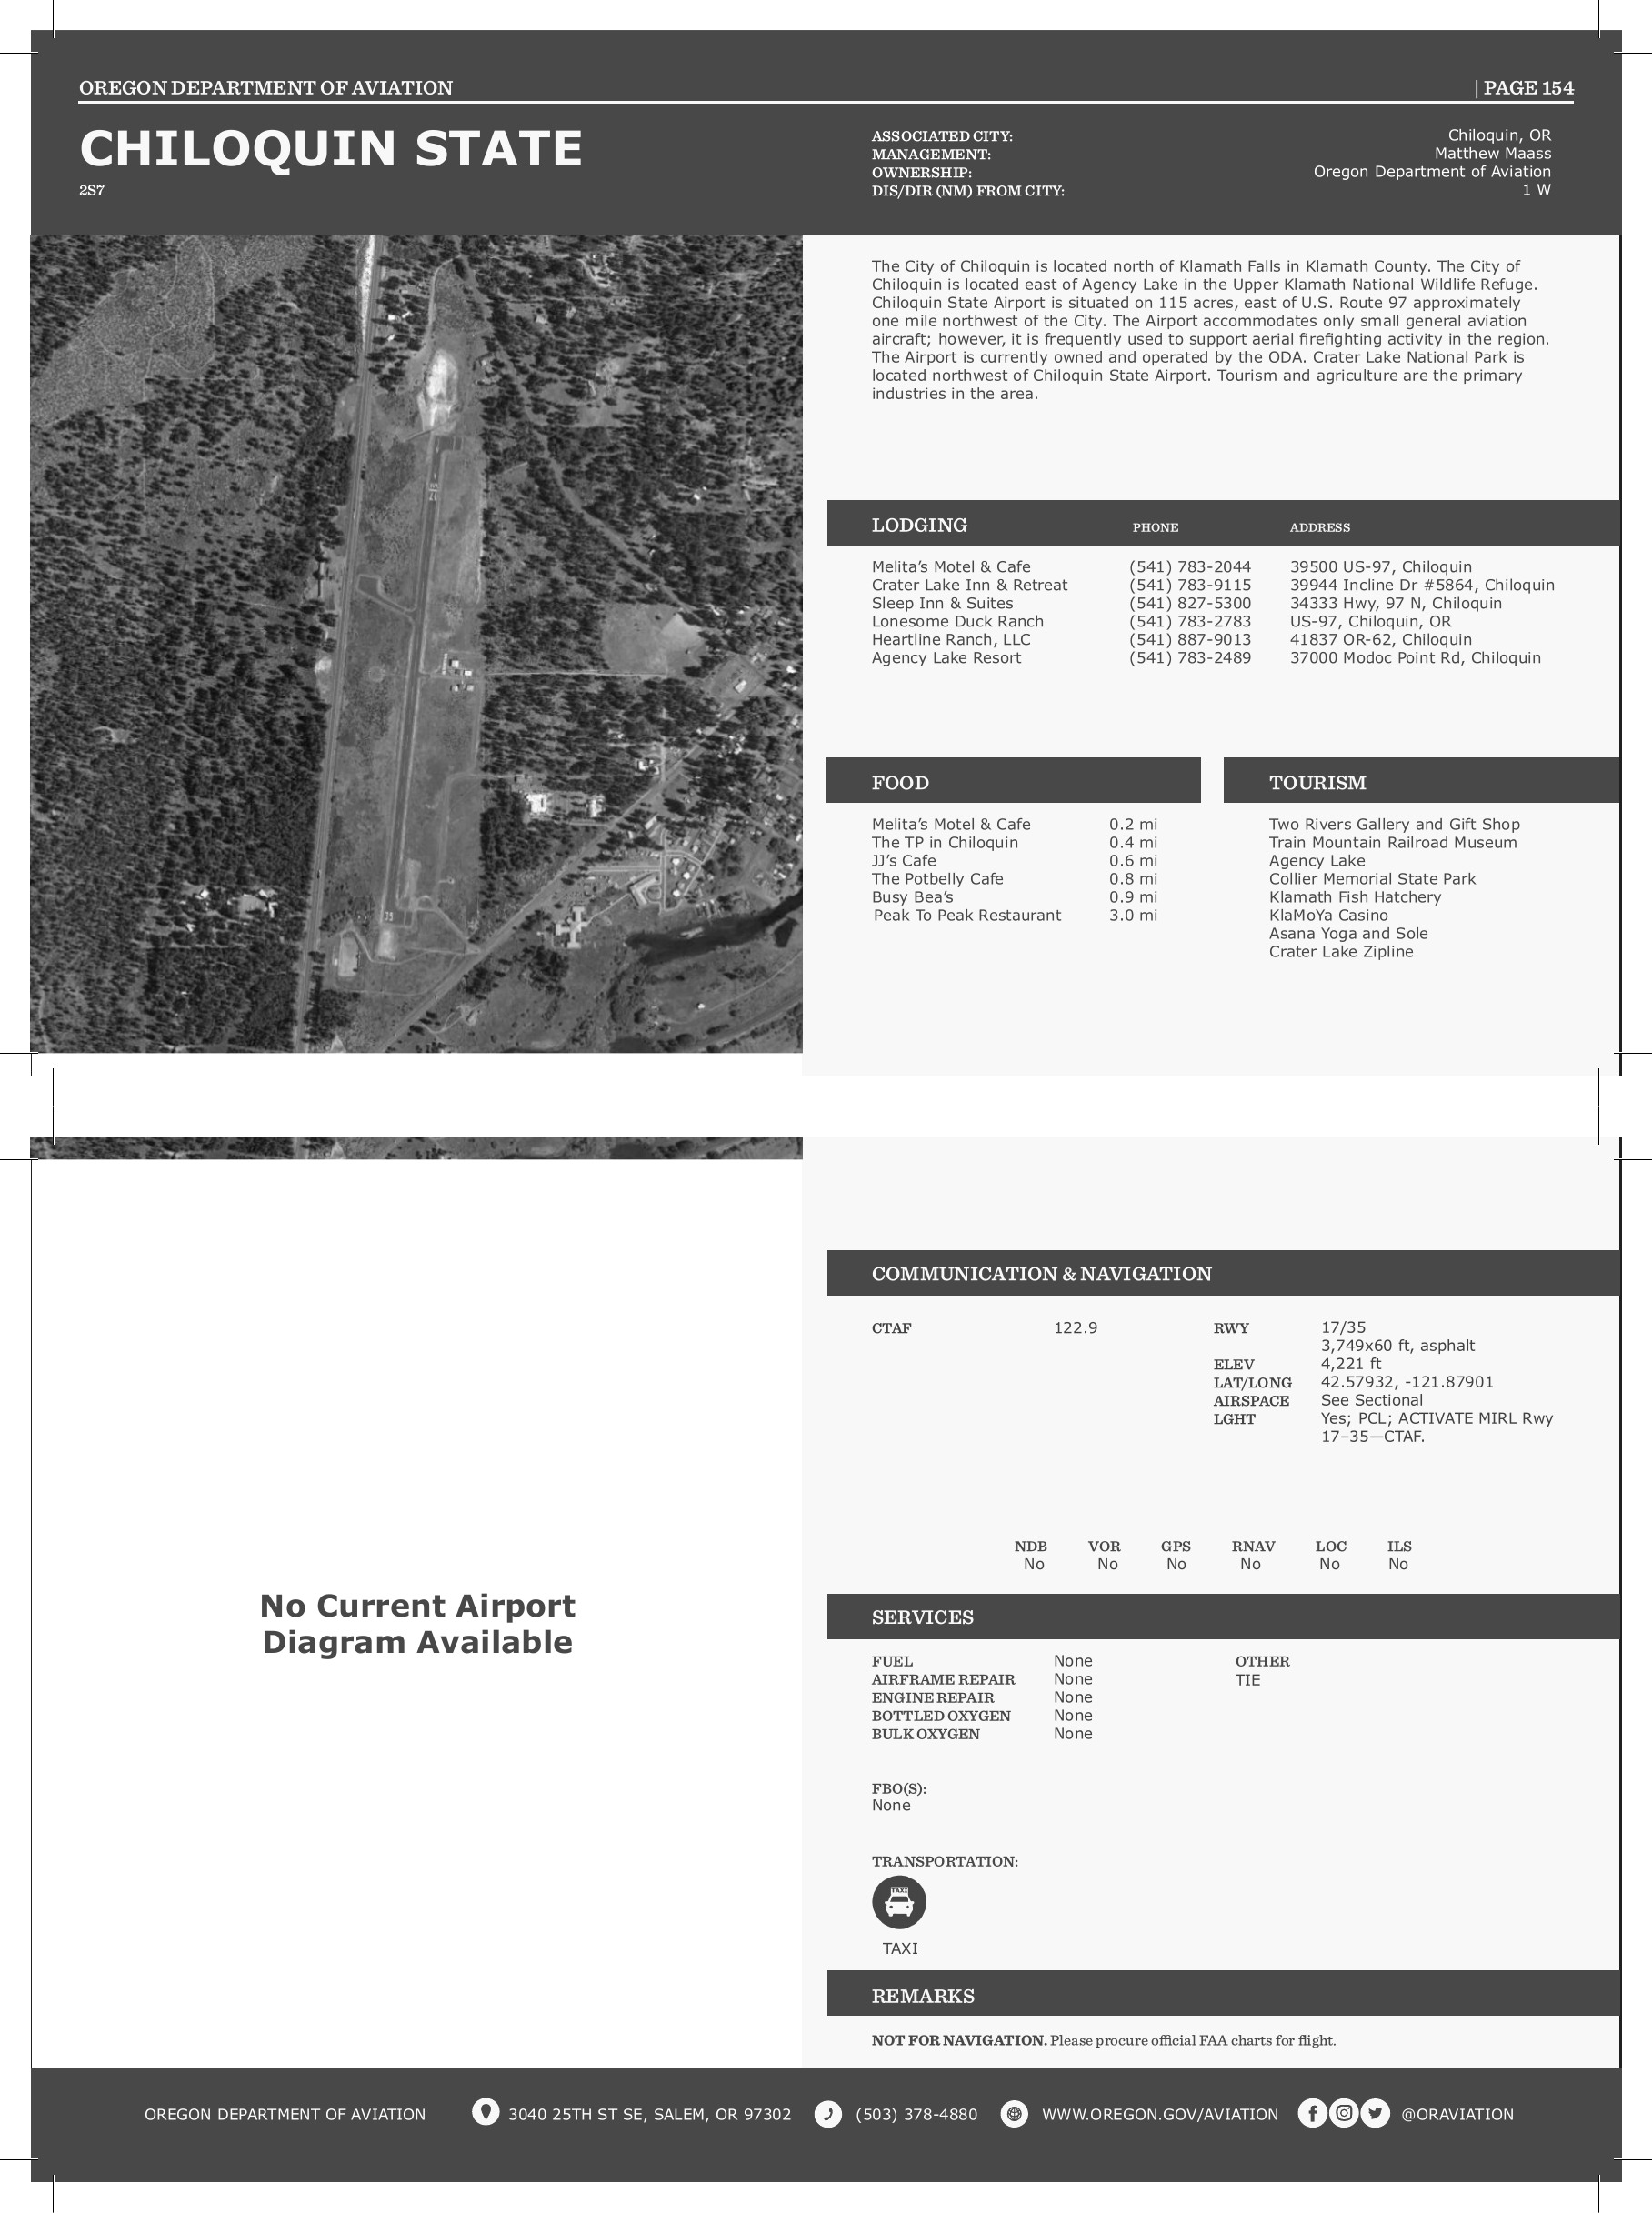 OREGON DEPARTMENT OF AVIATION
| PAGE 154
CHILOQUIN STATE
2S7
ASSOCIATED CITY: Chiloquin, OR
MANAGEMENT: Matthew Maass
OWNERSHIP: Oregon Department of Aviation
DIS/DIR (NM) FROM CITY: 1 W
The City of Chiloquin is located north of Klamath Falls in Klamath County. The City of
Chiloquin is located east of Agency Lake in the Upper Klamath National Wildlife Refuge.
Chiloquin State Airport is situated on 115 acres, east of U.S. Route 97 approximately
one mile northwest of the City. The Airport accommodates only small general aviation
aircraft; however, it is frequently used to support aerial firefighting activity in the region.
The Airport is currently owned and operated by the ODA. Crater Lake National Park is
located northwest of Chiloquin State Airport. Tourism and agriculture are the primary
industries in the area.
LODGING PHONE ADDRESS
Melita’s Motel & Cafe (541) 783-2044 39500 US-97, Chiloquin
Crater Lake Inn & Retreat (541) 783-9115 39944 Incline Dr #5864, Chiloquin
Sleep Inn & Suites (541) 827-5300 34333 Hwy, 97 N, Chiloquin
Lonesome Duck Ranch (541) 783-2783 US-97, Chiloquin, OR
Heartline Ranch, LLC (541) 887-9013 41837 OR-62, Chiloquin
Agency Lake Resort (541) 783-2489 37000 Modoc Point Rd, Chiloquin
FOOD
Melita’s Motel & Cafe 0.2 mi
The TP in Chiloquin 0.4 mi
JJ’s Cafe 0.6 mi
The Potbelly Cafe 0.8 mi
Busy Bea’s 0.9 mi
Peak To Peak Restaurant 3.0 mi
TOURISM
Two Rivers Gallery and Gift Shop
Train Mountain Railroad Museum
Agency Lake
Collier Memorial State Park
Klamath Fish Hatchery
KlaMoYa Casino
Asana Yoga and Sole
Crater Lake Zipline
No Current Airport
Diagram Available
COMMUNICATION & NAVIGATION
CTAF 122.9
RWY 17/35
3,749x60 ft, asphalt
ELEV 4,221 ft
LAT/LONG 42.57932, -121.87901
AIRSPACE See Sectional
LGHT Yes; PCL; ACTIVATE MIRL Rwy
17–35—CTAF.
NDB VOR GPS RNAV LOC ILS
No No No No No No
SERVICES
FUEL None
AIRFRAME REPAIR None
ENGINE REPAIR None
BOTTLED OXYGEN None
BULK OXYGEN None
OTHER
TIE
FBO(S):
None
TRANSPORTATION:
TAXI
TAXI
REMARKS
NOT FOR NAVIGATION. Please procure official FAA charts for flight.
OREGON DEPARTMENT OF AVIATION 3040 25TH ST SE, SALEM, OR 97302 (503) 378-4880 WWW.OREGON.GOV/AVIATION @ORAVIATION